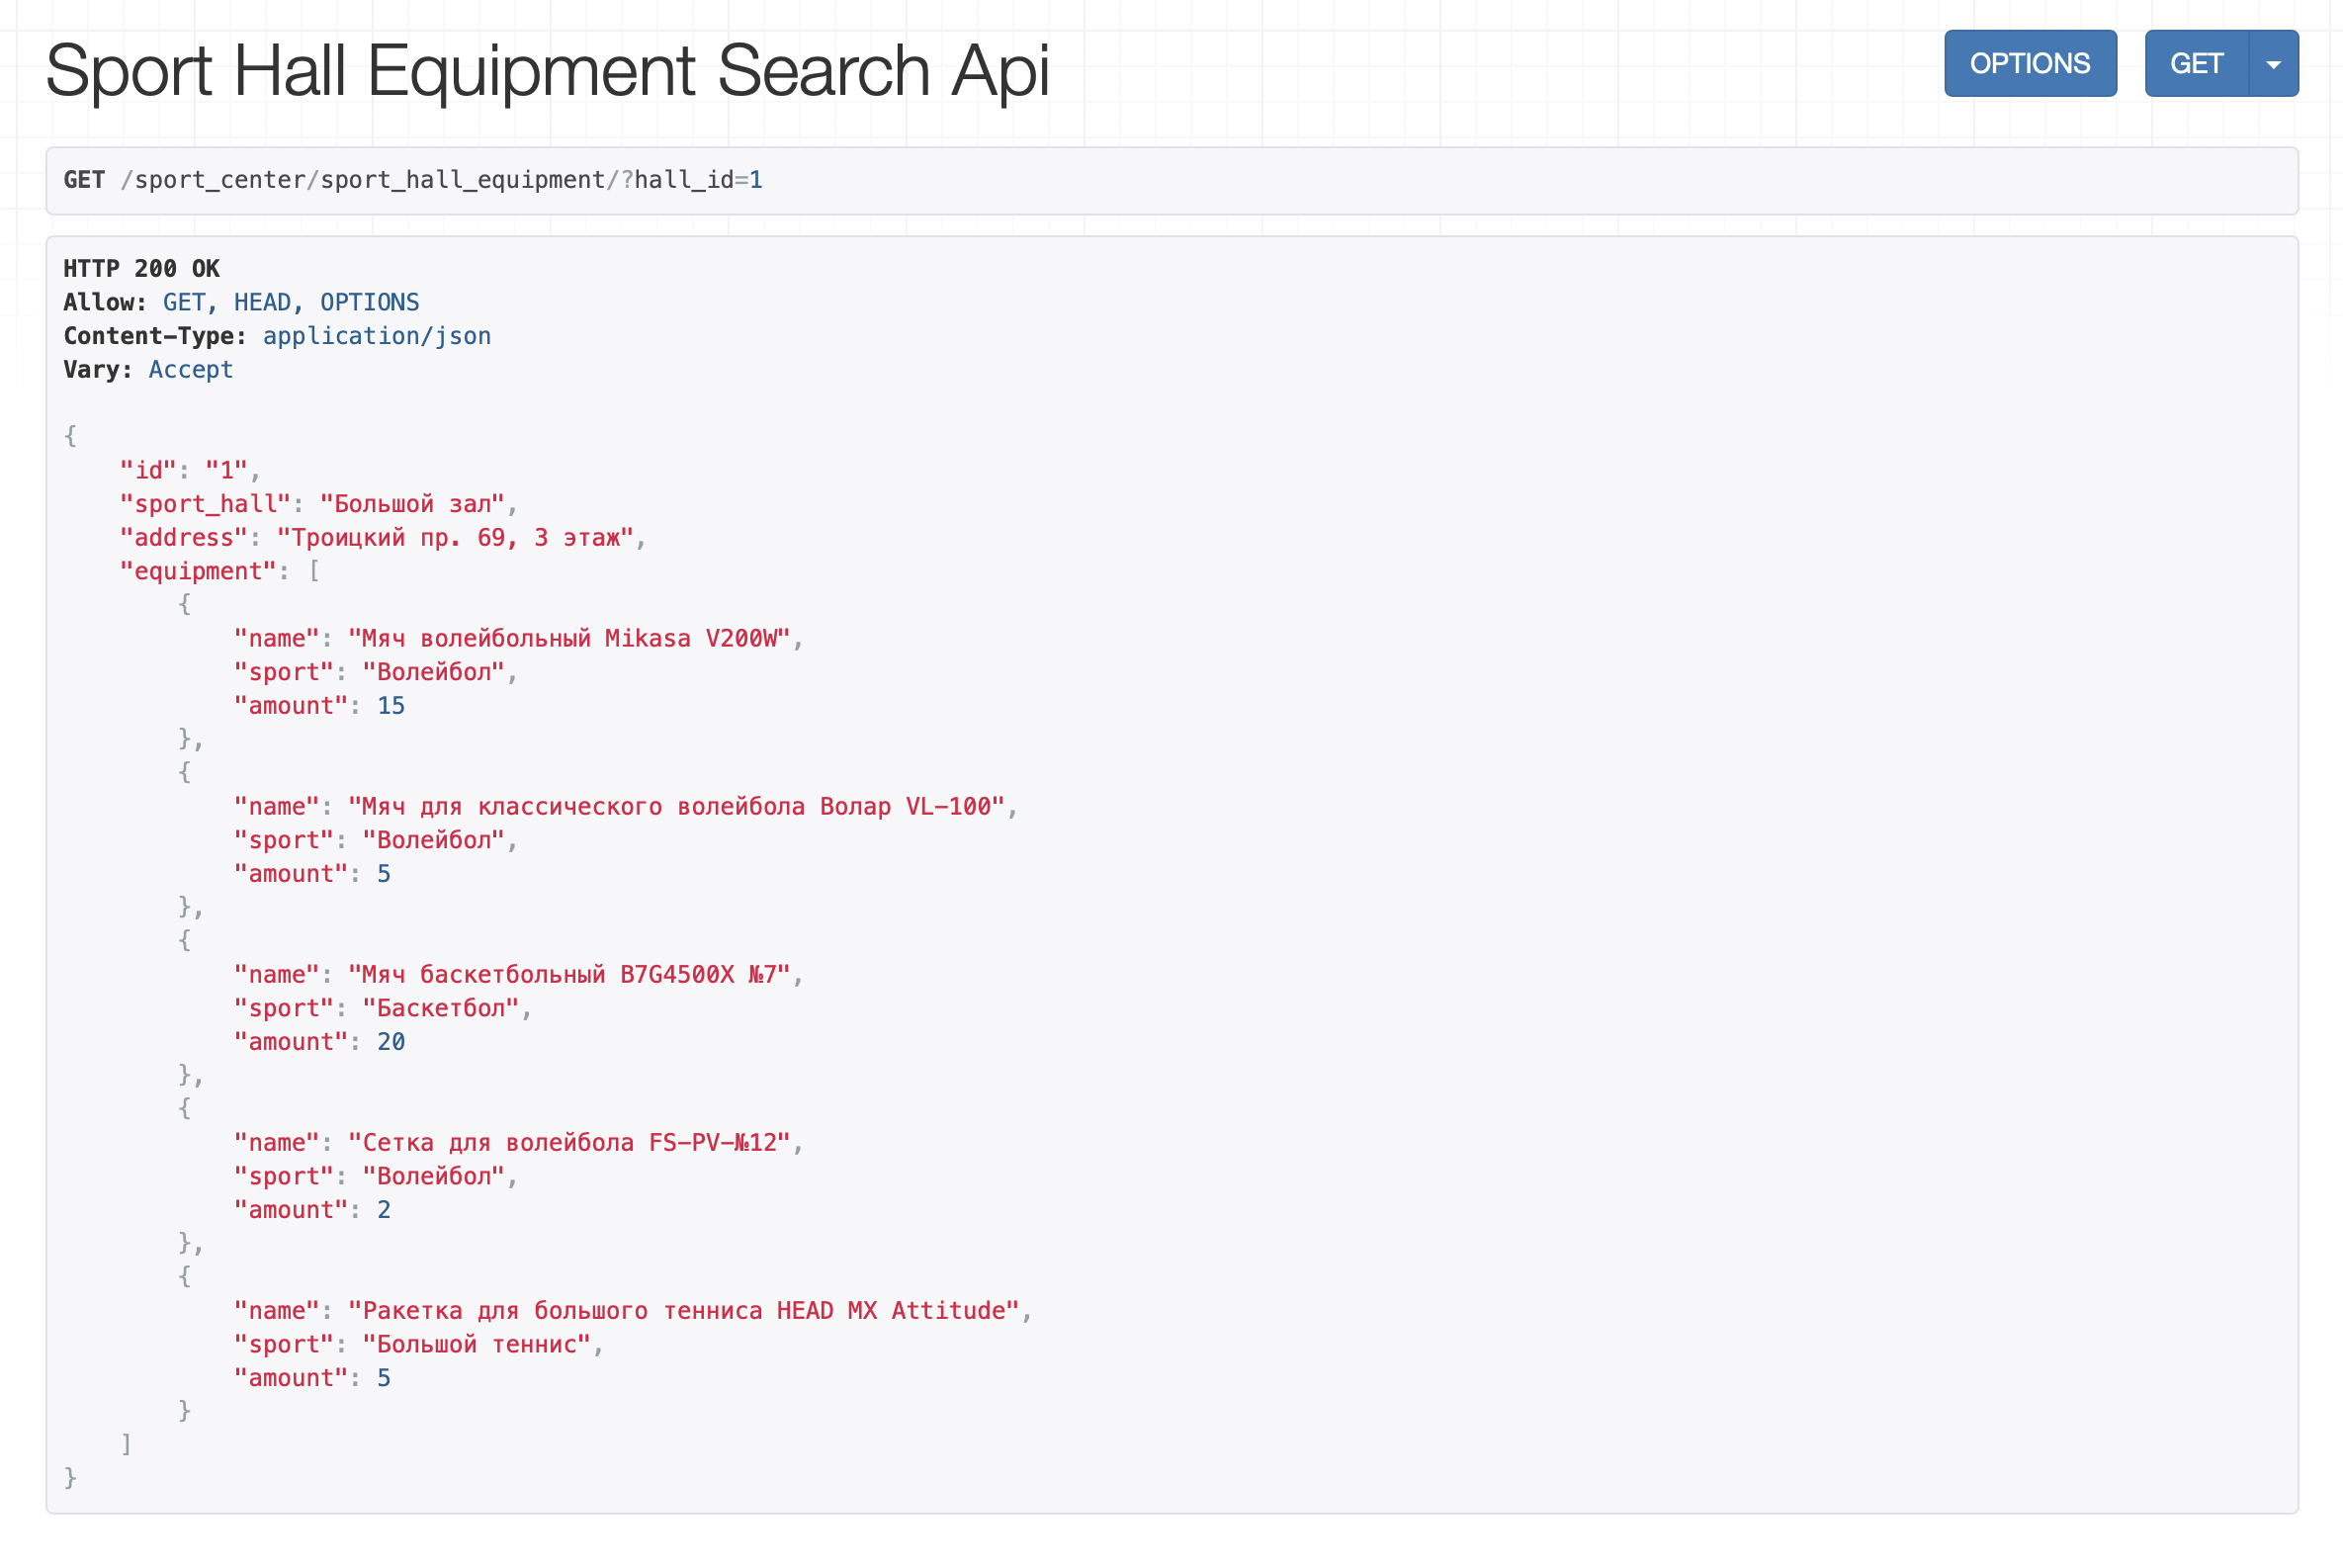 Sport Hall Equipment Search Api
OPTIONS
GET
GET /sport_center/sport_hall_equipment/?hall_id=1
HTTP 200 OK
Allow: GET, HEAD, OPTIONS
Content-Type: application/json
Vary: Accept
{
    "id": "1",
    "sport_hall": "Большой зал",
    "address": "Троицкий пр. 69, 3 этаж",
    "equipment": [
        {
            "name": "Мяч волейбольный Mikasa V200W",
            "sport": "Волейбол",
            "amount": 15
        },
        {
            "name": "Мяч для классического волейбола Волар VL-100",
            "sport": "Волейбол",
            "amount": 5
        },
        {
            "name": "Мяч баскетбольный B7G4500X №7",
            "sport": "Баскетбол",
            "amount": 20
        },
        {
            "name": "Сетка для волейбола FS-PV-№12",
            "sport": "Волейбол",
            "amount": 2
        },
        {
            "name": "Ракетка для большого тенниса HEAD MX Attitude",
            "sport": "Большой теннис",
            "amount": 5
        }
    ]
}